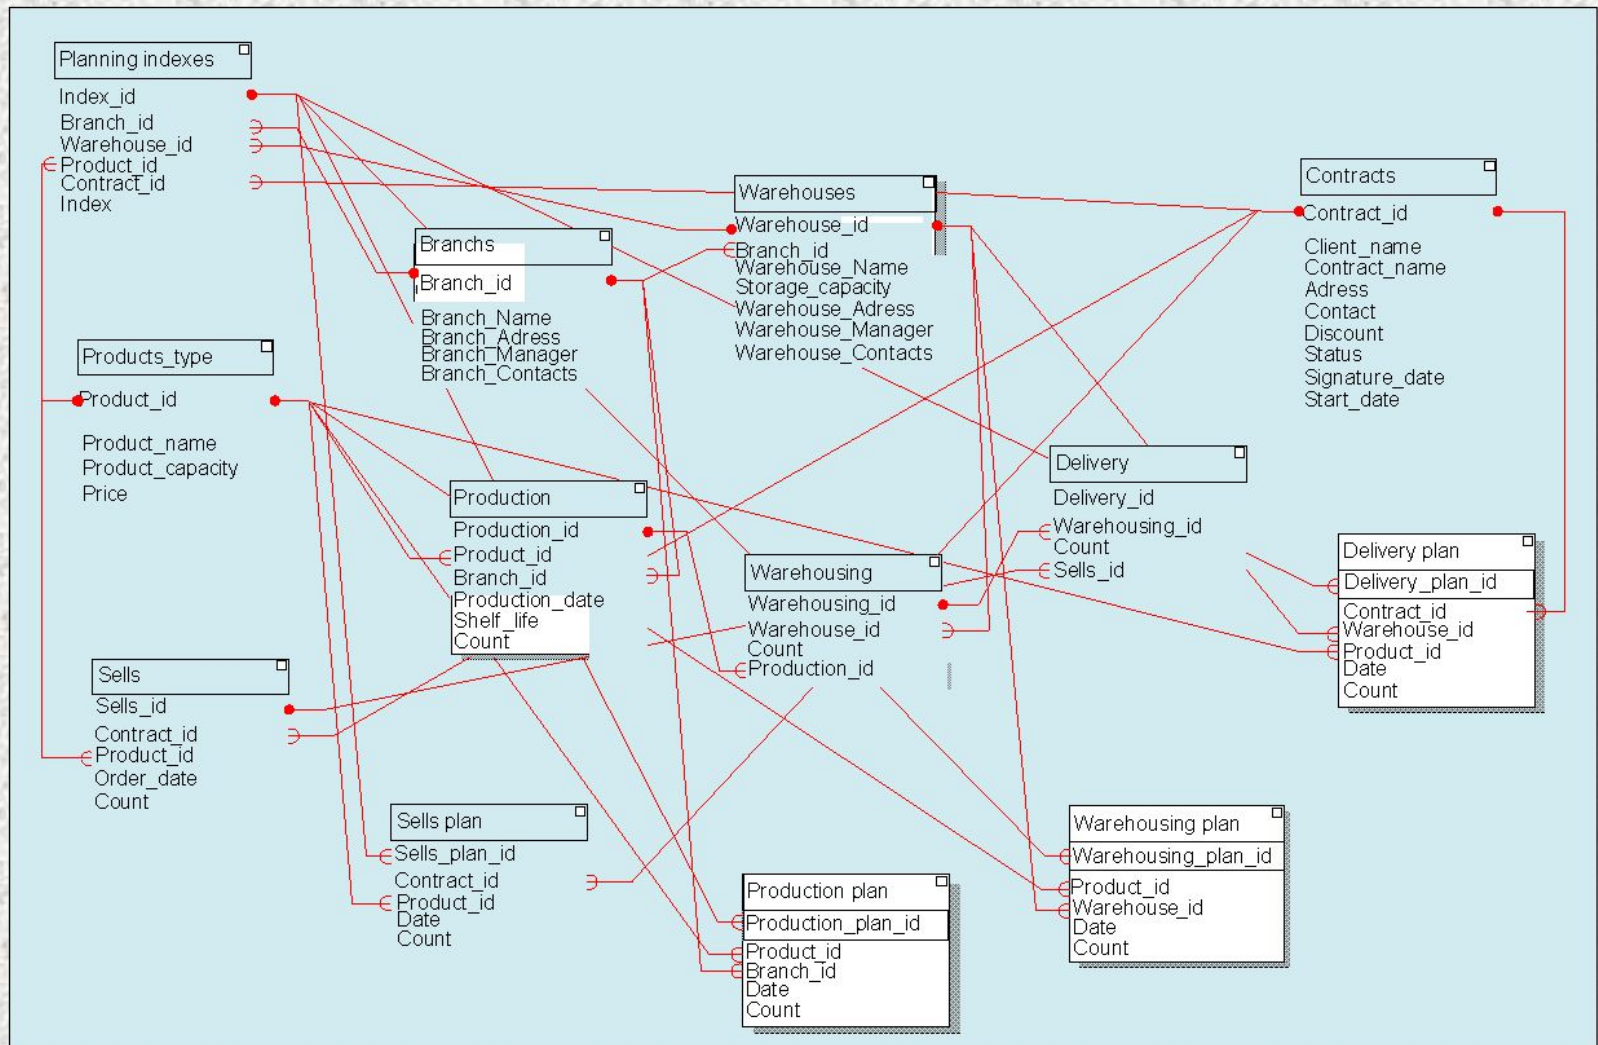 Planning indexes
Index_id
Branch_id
Warehouse_id
Product_id
Contract_id
Index
Branchs
Branch_id
Branch_Name
Branch_Adress
Branch_Manager
Branch_Contacts
Warehouses
Warehouse_id
Branch_id
Warehouse_Name
Storage_capacity
Warehouse_Adress
Warehouse_Manager
Warehouse_Contacts
Contracts
Contract_id
Client_name
Contract_name
Adress
Contact
Discount
Status
Signature_date
Start_date
Products_type
Product_id
Product_name
Product_capacity
Price
Production
Production_id
Product_id
Branch_id
Production_date
Shelf_life
Count
Warehousing
Warehousing_id
Warehouse_id
Count
Production_id
Delivery
Delivery_id
Warehousing_id
Count
Sells_id
Delivery plan
Delivery_plan_id
Contract_id
Warehouse_id
Product_id
Date
Count
Sells
Sells_id
Contract_id
Product_id
Order_date
Count
Sells plan
Sells_plan_id
Contract_id
Product_id
Date
Count
Production plan
Production_plan_id
Product_id
Branch_id
Date
Count
Warehousing plan
Warehousing_plan_id
Product_id
Warehouse_id
Date
Count